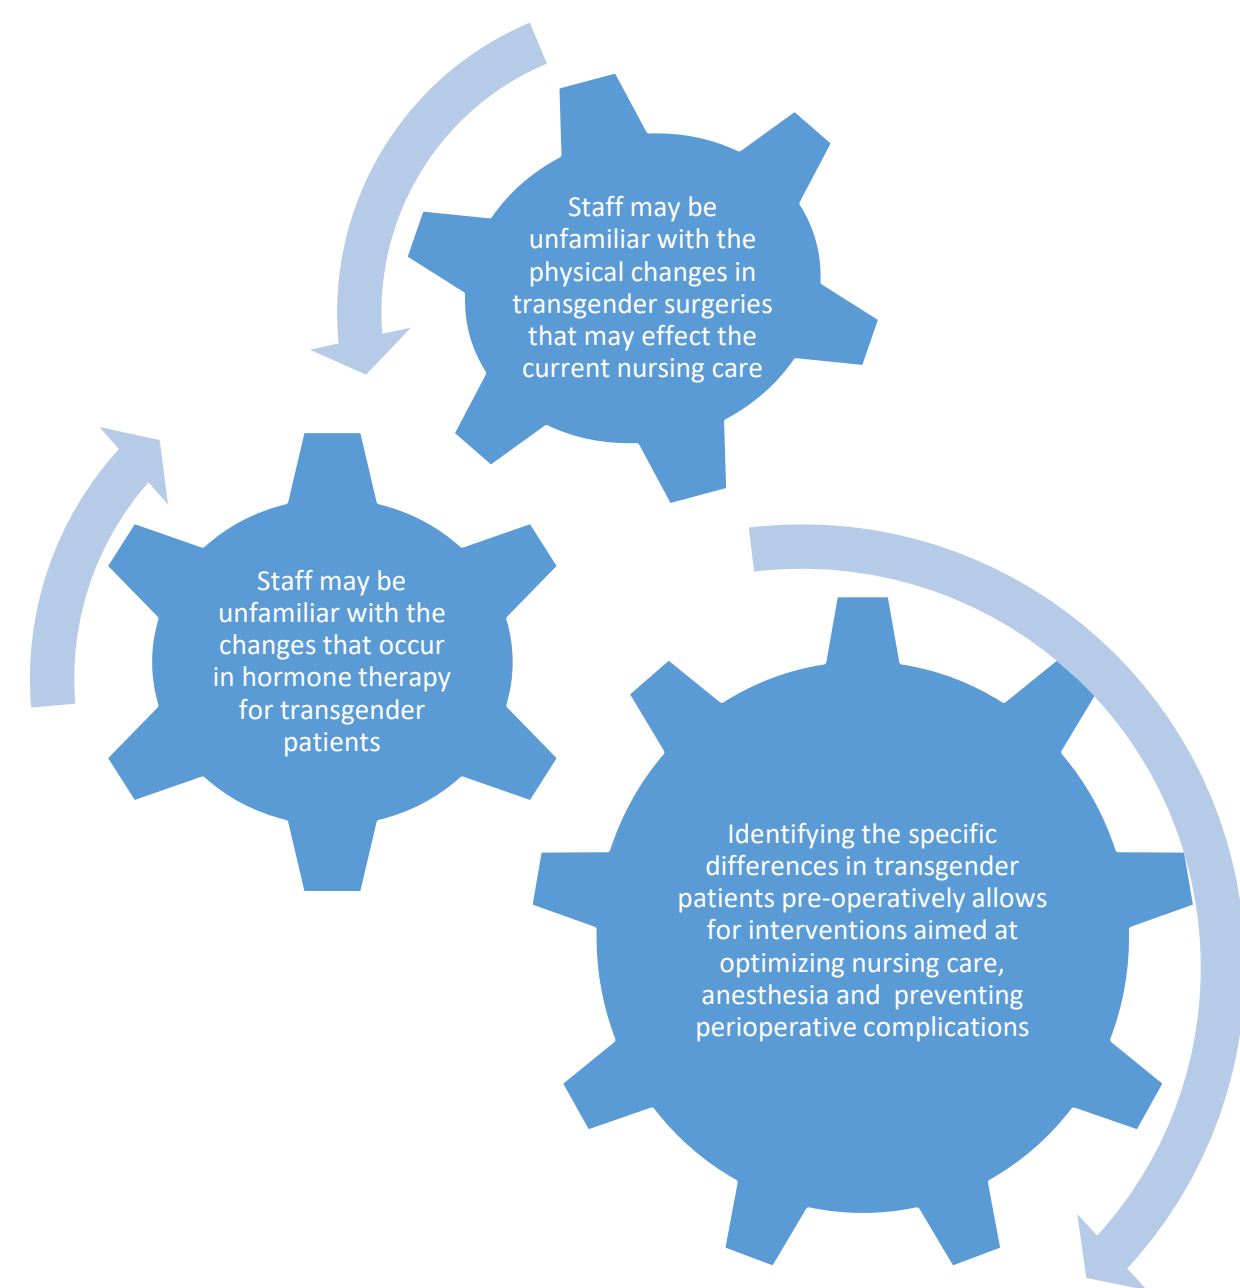 Staff may be
unfamiliar with the
physical changes in
transgender surgeries
that may effect the
current nursing care
Staff may be
unfamiliar with the
changes that occur
in hormone therapy
for transgender
patients
Identifying the specific
differences in transgender
patients pre-operatively allows
for interventions aimed at
optimizing nursing care,
anesthesia and  preventing
perioperative complications